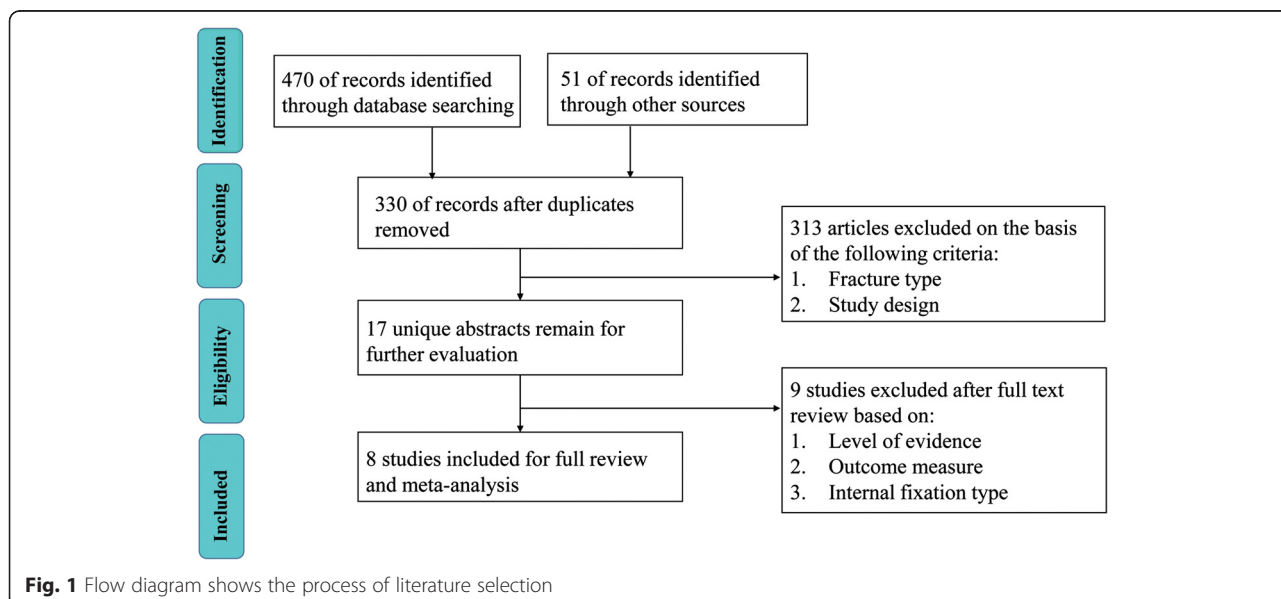 Identification
470 of records identified
through database searching
51 of records identified
through other sources
Screening
330 of records after duplicates
removed
313 articles excluded on the basis
of the following criteria:
1. Fracture type
2. Study design
Eligibility
17 unique abstracts remain for
further evaluation
9 studies excluded after full text
review based on:
1. Level of evidence
2. Outcome measure
3. Internal fixation type
Included
8 studies included for full review
and meta-analysis
Fig. 1 Flow diagram shows the process of literature selection